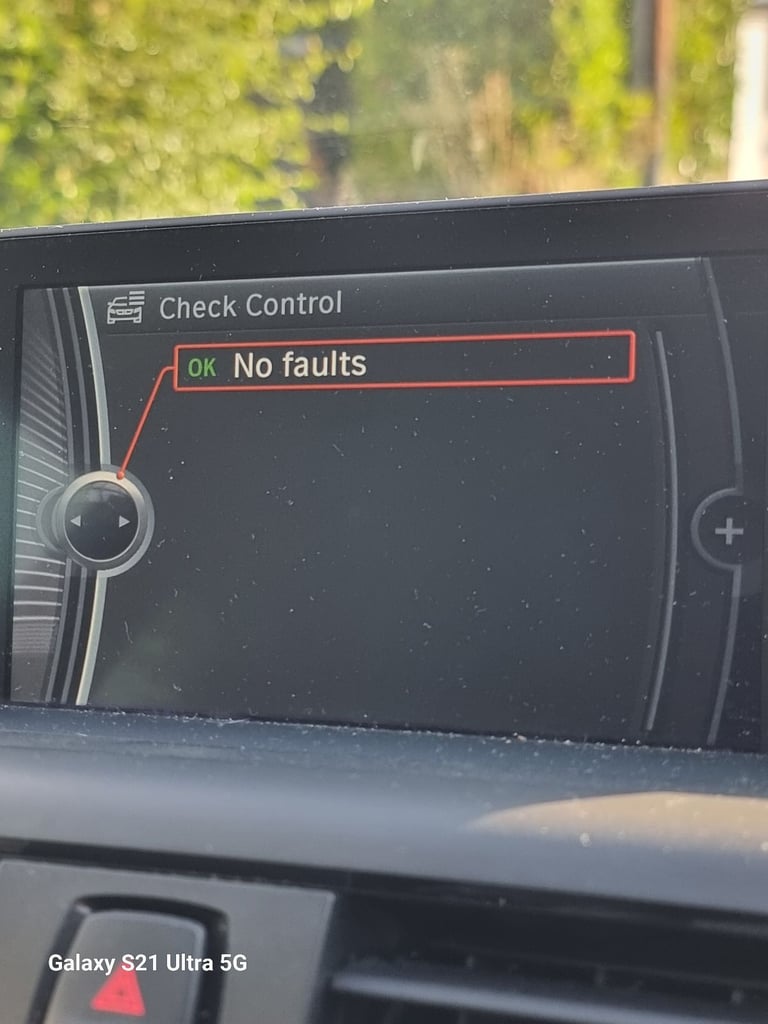 Check Control
OK No faults
Galaxy S21 Ultra 5G